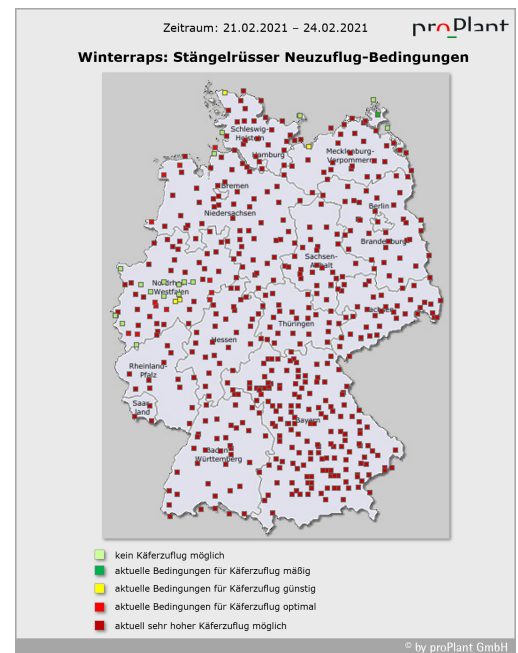 Zeitraum: 21.02.2021 – 24.02.2021
proPlant
Winterraps: Stängelrüsser Neuzuflug-Bedingungen
Schleswig-
Holstein
Hamburg
Mecklenburg-
Vorpommern
Bremen
Niedersachsen
Berlin
Brandenburg
Sachsen-
Anhalt
Nordrhein-
Westfalen
Sachsen
Thüringen
Hessen
Rheinland-
Pfalz
Saar-
land
Bayern
Baden-
Württemberg
kein Käferzuflug möglich
aktuelle Bedingungen für Käferzuflug mäßig
aktuelle Bedingungen für Käferzuflug günstig
aktuelle Bedingungen für Käferzuflug optimal
aktuell sehr hoher Käferzuflug möglich
© by proPlant GmbH